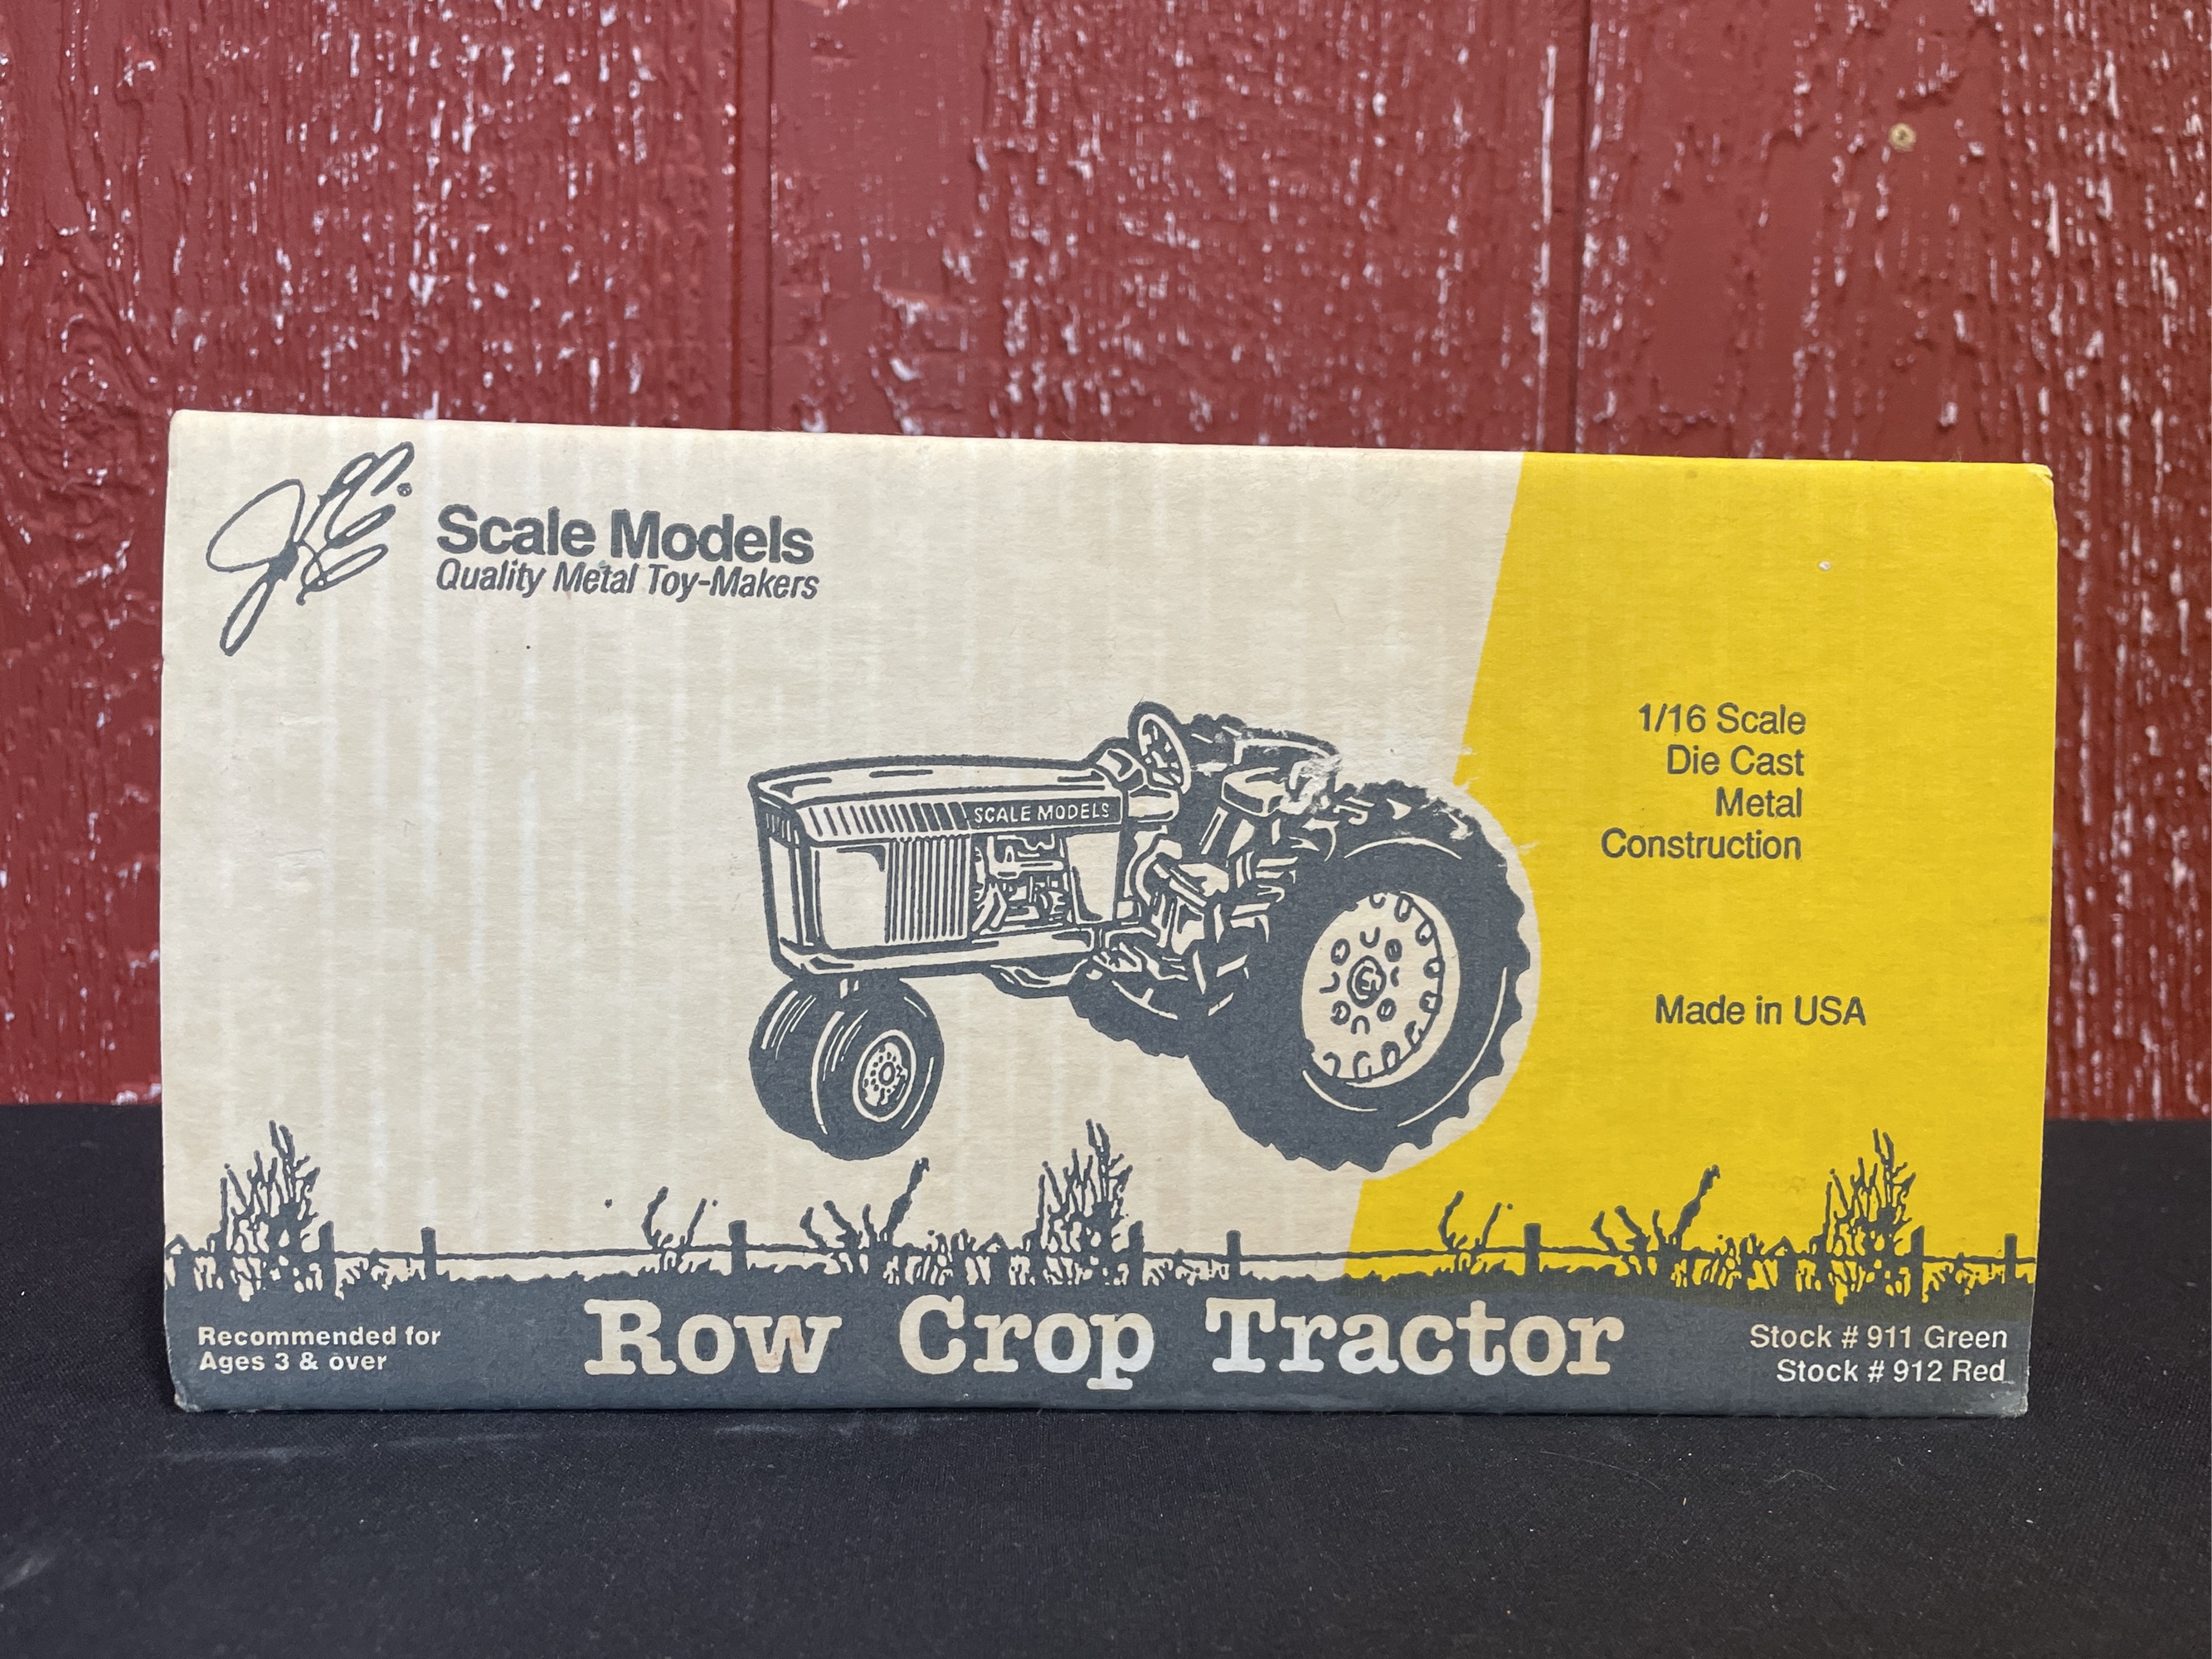 JLE
Scale Models
Quality Metal Toy-Makers
SCALE MODELS
1/16 Scale
Die Cast
Metal
Construction
Made in USA
Recommended for
Ages 3 & over
Row Crop Tractor
Stock # 911 Green
Stock # 912 Red